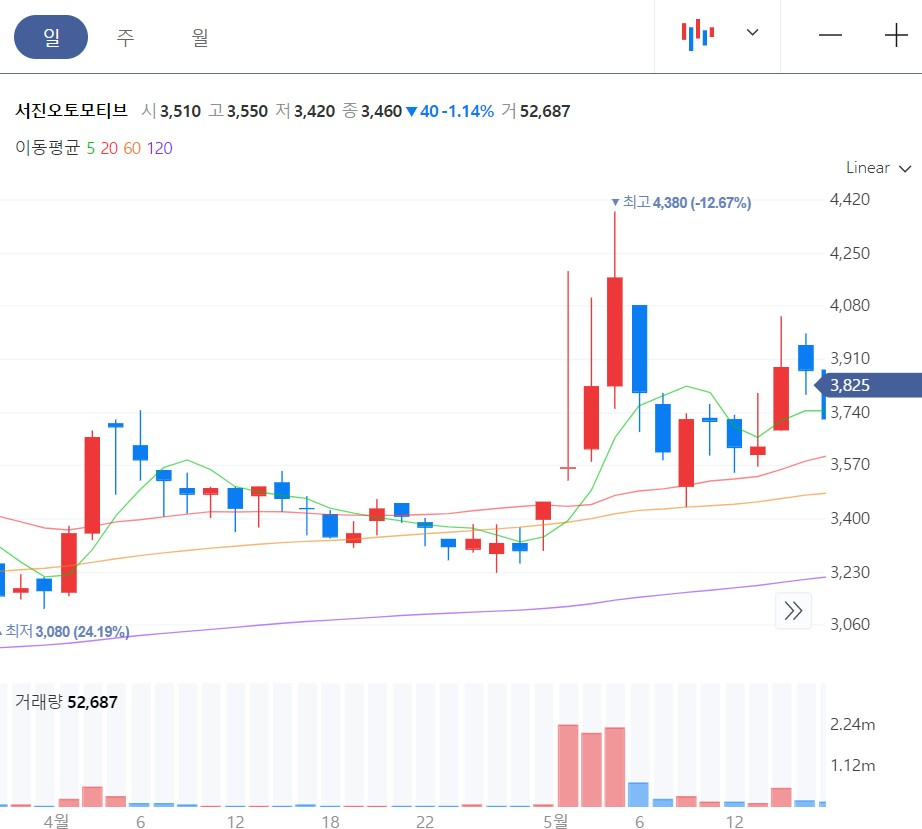 일 주 월
서진오토모티브 시 3,510 고 3,550 저 3,420 종 3,460 ▼ 40 -1.14% 거 52,687
이동평균 5 20 60 120
Linear
▼최고 4,380 (-12.67%)
4,420
4,250
4,080
3,910
3,825
3,740
3,570
3,400
3,230
3,060
▲최저 3,080 (24.19%)
거래량 52,687
2.24m
1.12m
4월 6 12 18 22 5월 6 12